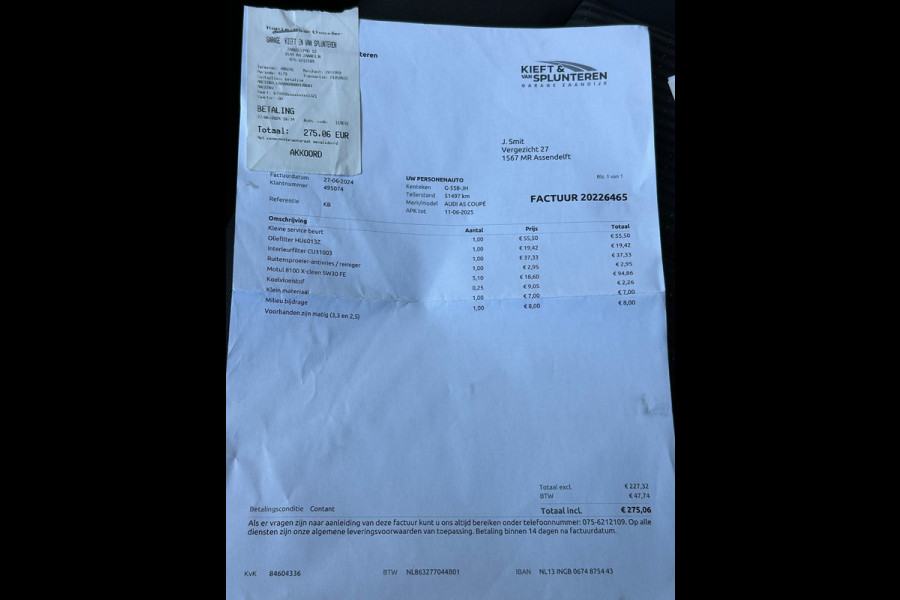 GARAGE KIEFT EN VAN SPLUNTEREN
BETALING
Totaal: 275.06 EUR
AKKOORD
nteren
KIEFT &
VAN SPLUNTEREN
GARAGE ZAANDIJK
J. Smit
Vergezicht 27
1567 MR Assendelft
Factuurdatum 27-06-2024
Klantnummer 495074
Referentie KB
UW PERSONENAUTO
Kenteken G-558-JH
Tellerstand 51497 km
Merk/model AUDI A5 COUPÉ
APK tot 11-06-2025
Blz. 1 van 1
FACTUUR 20226465
Omschrijving Aantal Prijs Totaal
Kleine service beurt 1,00 € 55,50 € 55,50
Oliefilter HU6013Z 1,00 € 19,42 € 19,42
Interieurfilter CU31003 1,00 € 37,33 € 37,33
Ruitensproeier-antivries / reiniger 1,00 € 2,95 € 2,95
Motul 8100 X-clean 5W30 FE 5,10 € 18,60 € 94,86
Koelvloeistof 0,25 € 9,05 € 2,26
Klein materiaal 1,00 € 7,00 € 7,00
Milieu bijdrage 1,00 € 8,00 € 8,00
Voorbanden zijn matig (3,3 en 2,5)
Totaal excl. € 227,32
BTW € 47,74
Betalingsconditie Contant Totaal incl. € 275,06
Als er vragen zijn naar aanleiding van deze factuur kunt u ons altijd bereiken onder telefoonnummer: 075-6212109. Op alle
diensten zijn onze algemene leveringsvoorwaarden van toepassing. Betaling binnen 14 dagen na factuurdatum.
KvK 84604336 BTW NL863277044B01 IBAN NL13 INGB 0674 8754 43